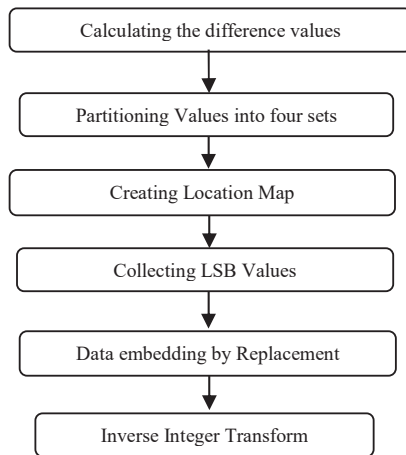 Calculating the difference values
Partitioning Values into four sets
Creating Location Map
Collecting LSB Values
Data embedding by Replacement
Inverse Integer Transform